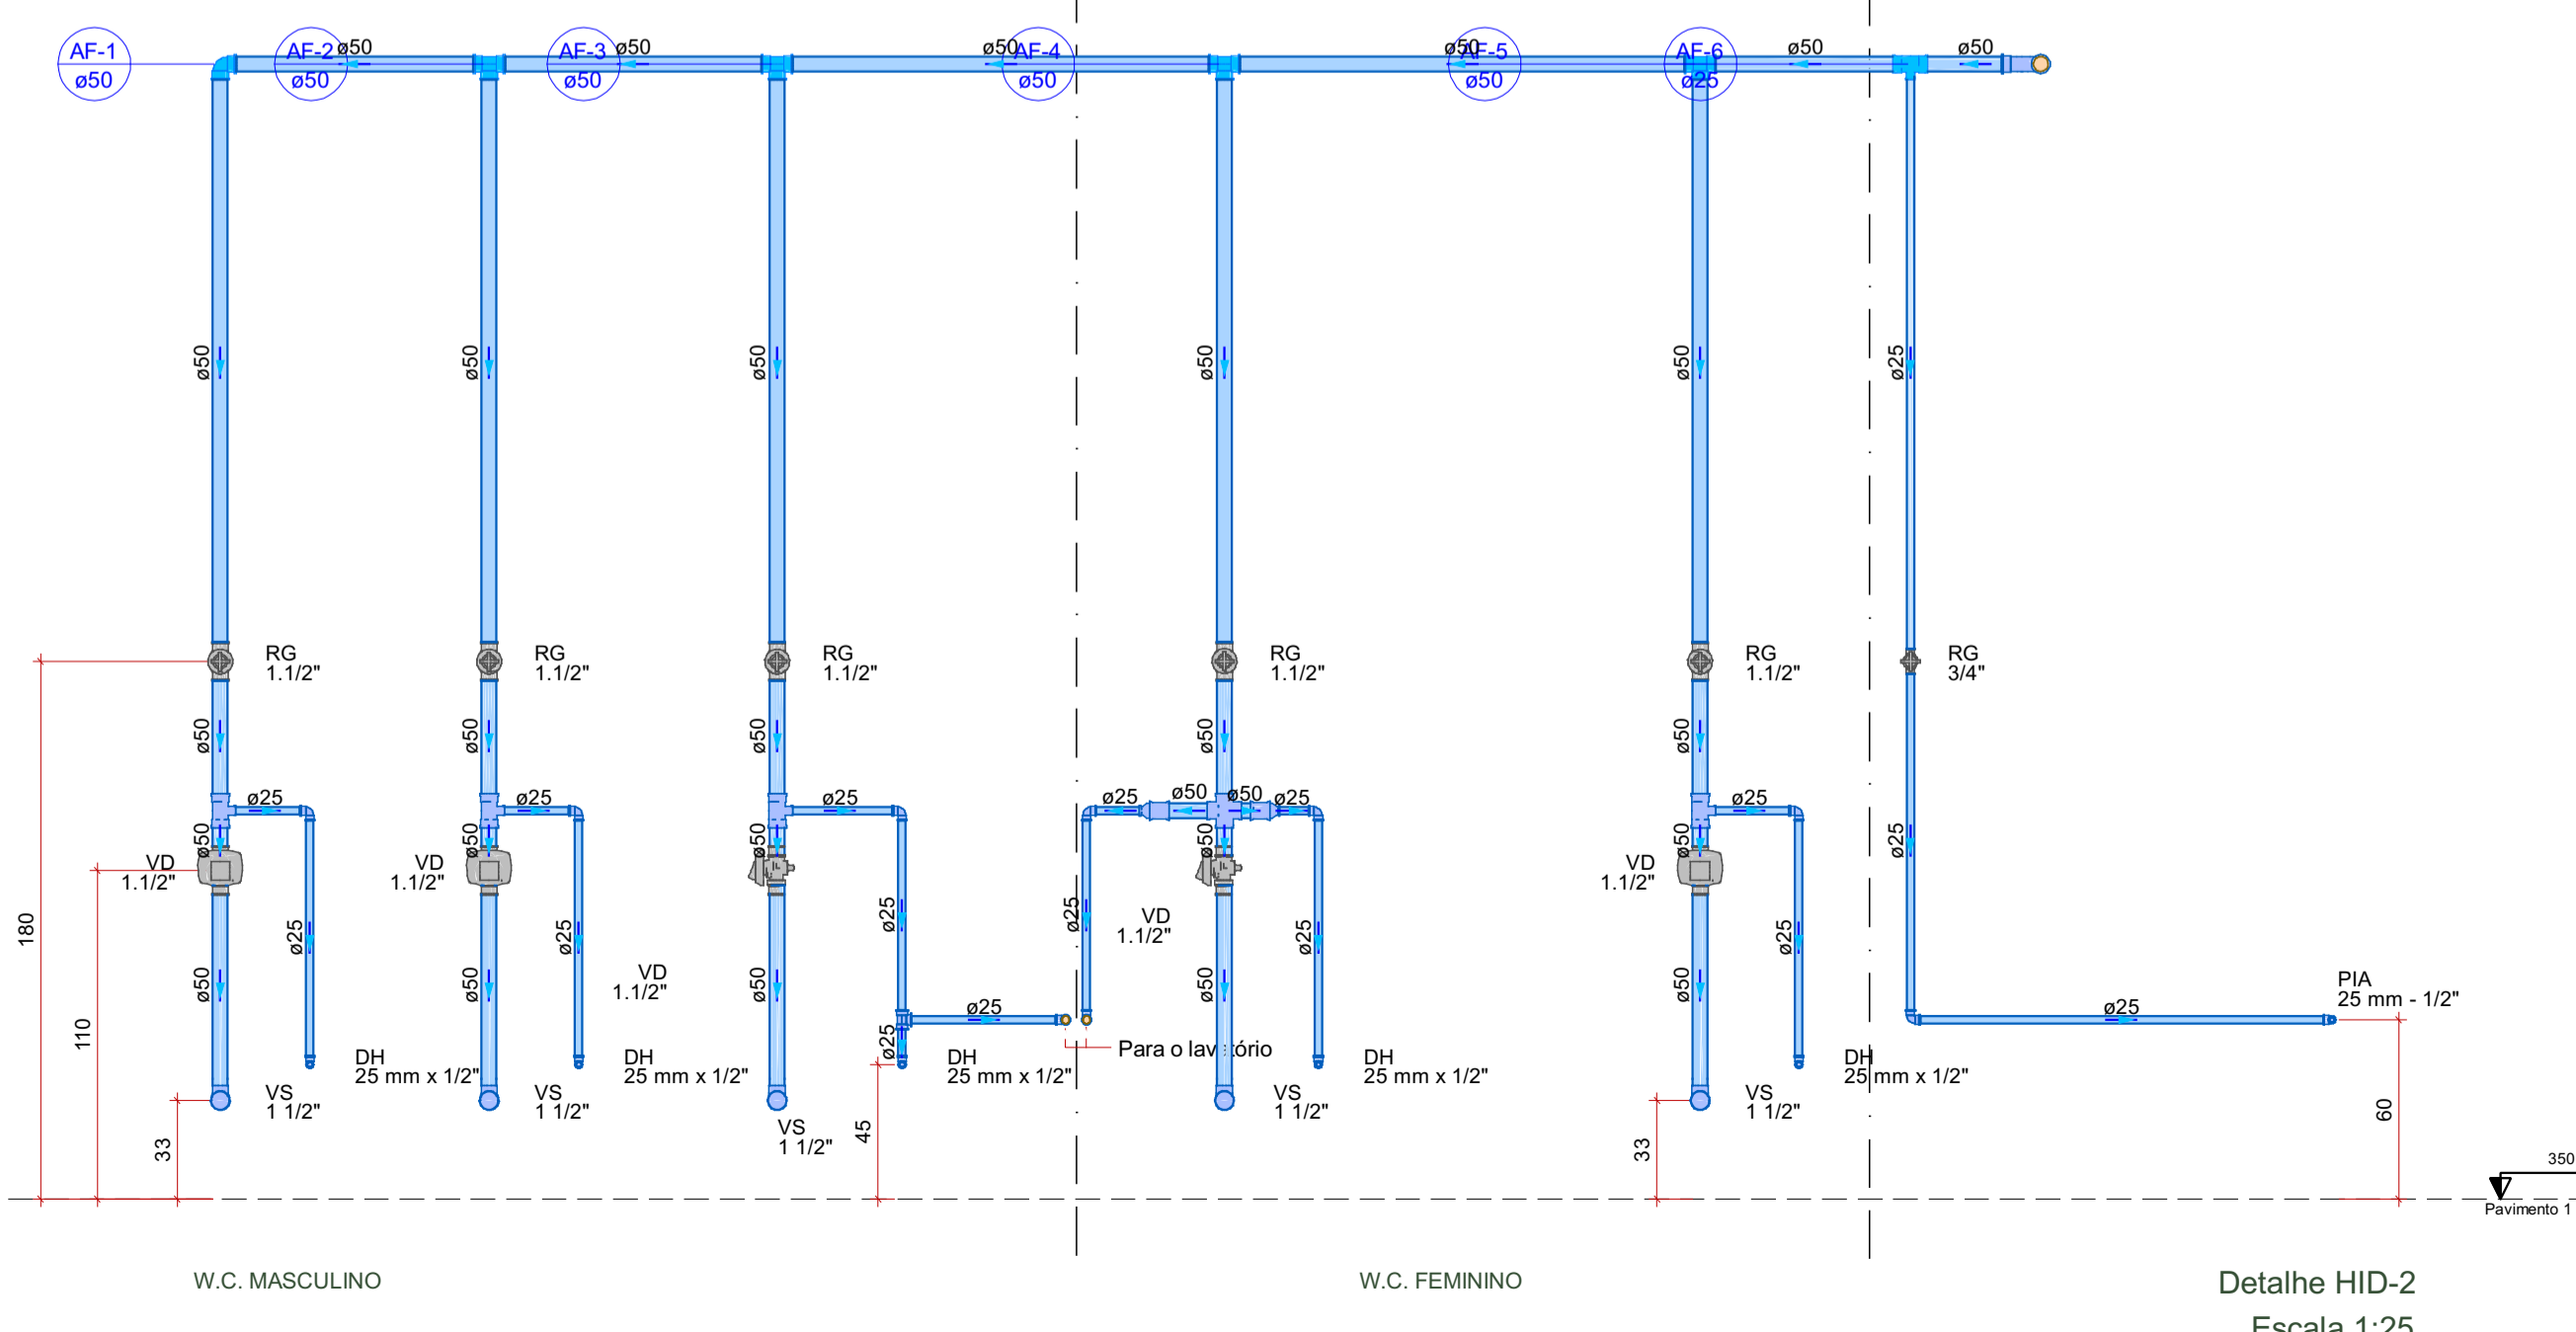 AF-1
ø50
AF-2
ø50
ø50
AF-3
ø50
ø50
ø50
AF-4
ø50
ø50
AF-5
ø50
AF-6
ø25
ø50
ø50
ø50
ø50
ø50
ø50
ø50
ø25
RG
1.1/2"
RG
1.1/2"
RG
1.1/2"
RG
1.1/2"
RG
1.1/2"
RG
3/4"
ø50
ø50
ø50
ø50
ø50
ø25
ø25
ø25
ø25
ø50
ø50
ø25
ø25
ø50
ø50
ø50
ø50
ø50
ø25
VD
1.1/2"
VD
1.1/2"
VD
1.1/2"
VD
1.1/2"
VD
1.1/2"
180
110
ø25
ø25
ø25
ø25
ø25
ø25
ø50
ø50
ø50
ø50
ø50
ø25
ø25
ø25
PIA
25 mm - 1/2"
Para o lavatório
DH
25 mm x 1/2"
DH
25 mm x 1/2"
DH
25 mm x 1/2"
DH
25 mm x 1/2"
DH
25 mm x 1/2"
VS
1 1/2"
VS
1 1/2"
VS
1 1/2"
VS
1 1/2"
VS
1 1/2"
33
45
33
60
350
Pavimento 1
W.C. MASCULINO
W.C. FEMININO
Detalhe HID-2
Escala 1:25